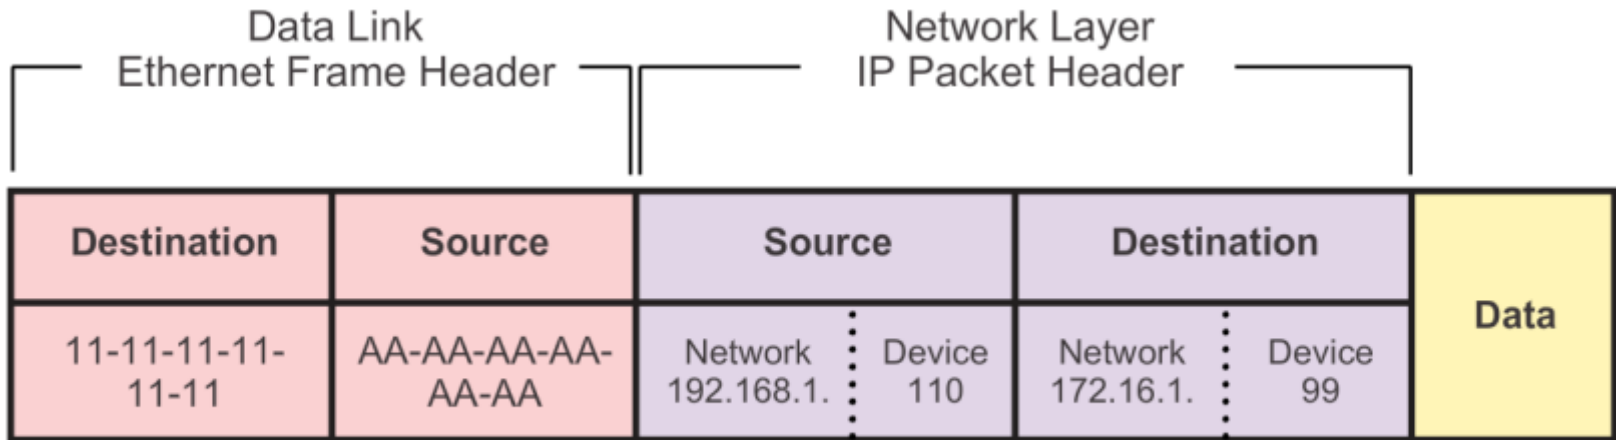 Data Link
Ethernet Frame Header
Network Layer
IP Packet Header
Destination
Source
Source
Destination
Data
11-11-11-11-
11-11
AA-AA-AA-AA-
AA-AA
Network
192.168.1.
Device
110
Network
172.16.1.
Device
99